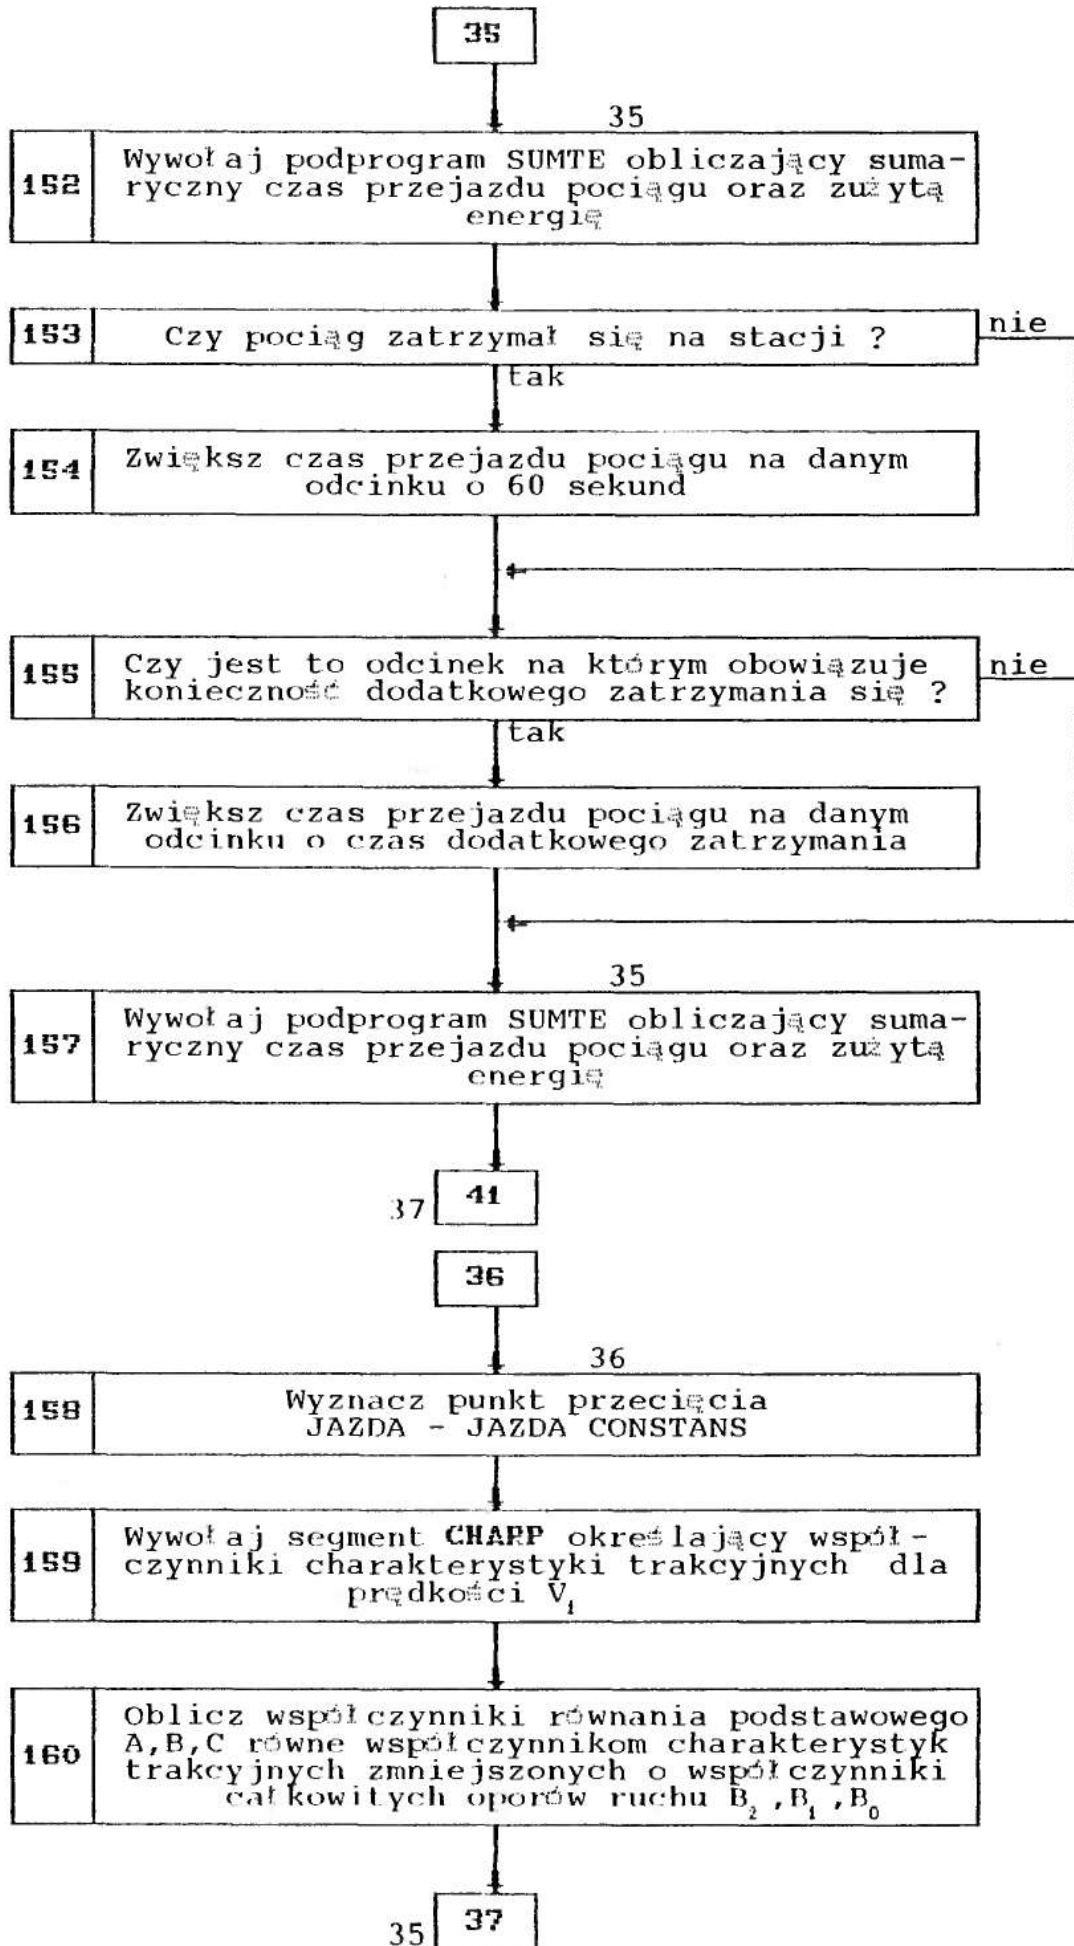 35
35
152 Wywołaj podprogram SUMTE obliczający suma-
ryczny czas przejazdu pociągu oraz zużytą
energię
153 Czy pociąg zatrzymał się na stacji ?
nie
tak
154 Zwiększ czas przejazdu pociągu na danym
odcinku o 60 sekund
155 Czy jest to odcinek na którym obowiązuje
konieczność dodatkowego zatrzymania się ?
nie
tak
156 Zwiększ czas przejazdu pociągu na danym
odcinku o czas dodatkowego zatrzymania
35
157 Wywołaj podprogram SUMTE obliczający suma-
ryczny czas przejazdu pociągu oraz zużytą
energię
37 41
36
36
158 Wyznacz punkt przecięcia
JAZDA - JAZDA CONSTANS
159 Wywołaj segment CHARP określający współ-
czynniki charakterystyki trakcyjnych dla
prędkości V₁
160 Oblicz współczynniki równania podstawowego
A,B,C równe współczynnikom charakterystyk
trakcyjnych zmniejszonych o współczynniki
całkowitych oporów ruchu B₂,B₁,B₀
35 37